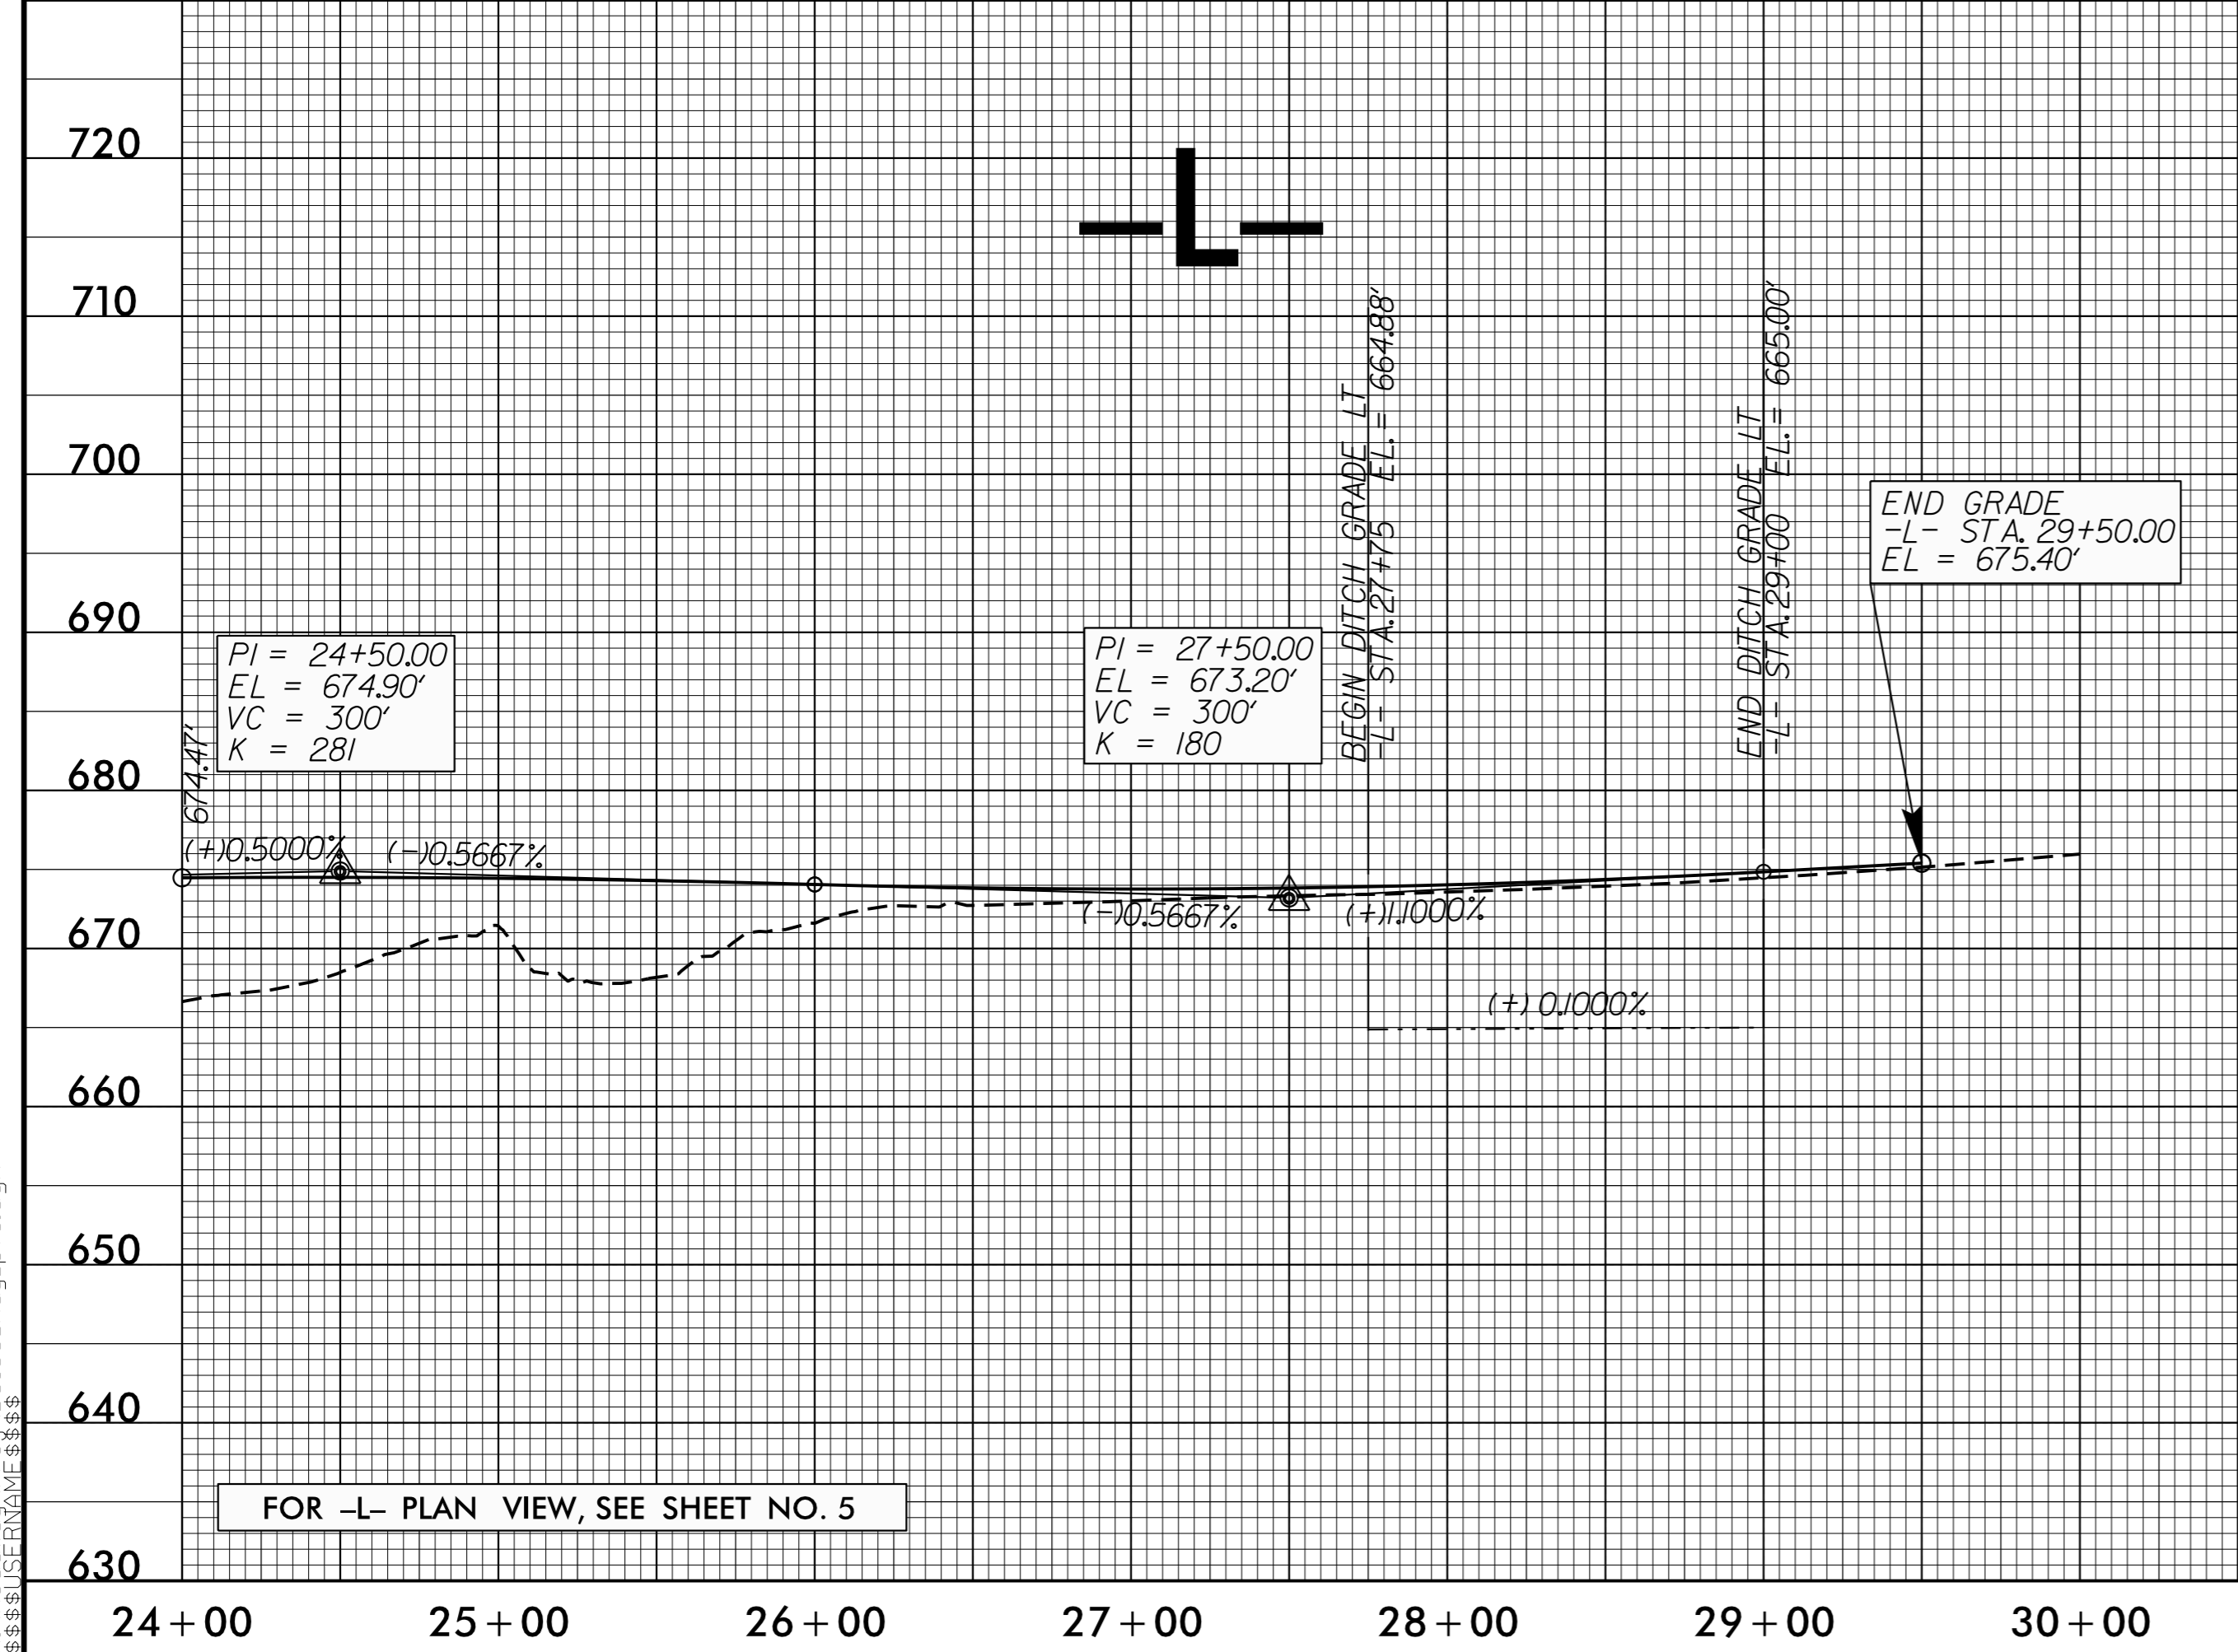 720
710
700
690
680
670
660
650
640
630
–L–
BEGIN DITCH GRADE LT
-L- STA. 27+75 EL. = 664.88'
END DITCH GRADE LT
-L- STA. 29+00 EL. = 665.00'
END GRADE
-L- STA. 29+50.00
EL = 675.40'
PI = 24+50.00
EL = 674.90'
VC = 300'
K = 281
PI = 27+50.00
EL = 673.20'
VC = 300'
K = 180
674.47'
(+)0.5000%
(-)0.5667%
(-)0.5667%
(+)1.1000%
(+) 0.1000%
FOR –L– PLAN VIEW, SEE SHEET NO. 5
24+00 25+00 26+00 27+00 28+00 29+00 30+00
$$$$$USERNAME$$$$$